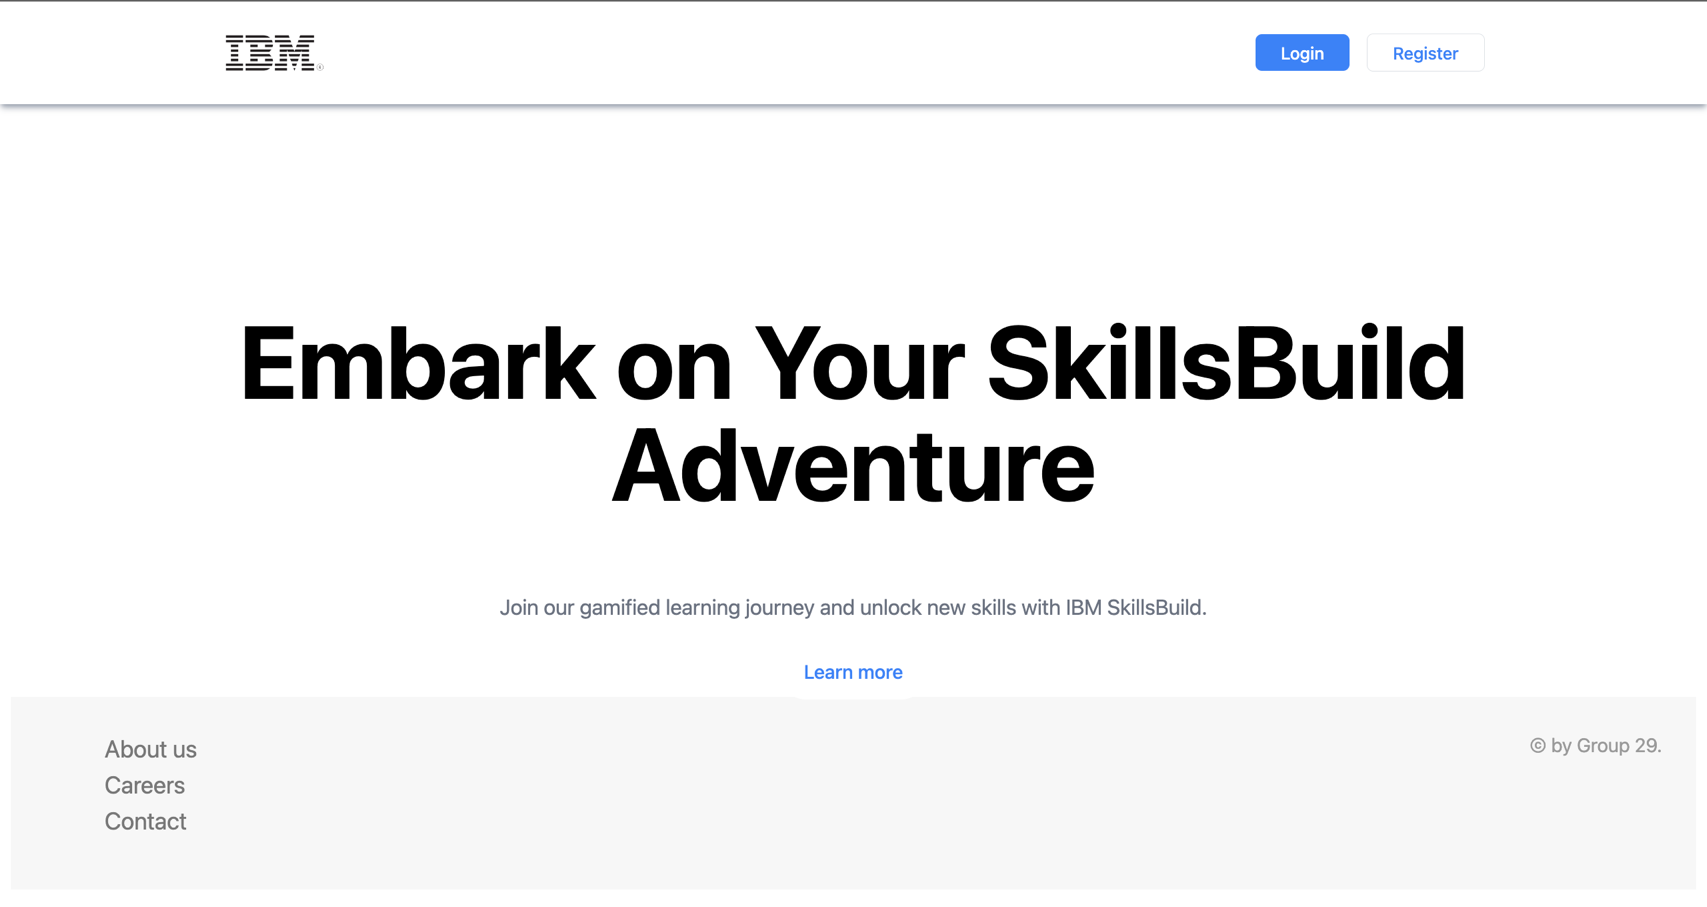 IBM®
Login
Register
Embark on Your SkillsBuild
Adventure
Join our gamified learning journey and unlock new skills with IBM SkillsBuild.
Learn more
About us
Careers
Contact
© by Group 29.